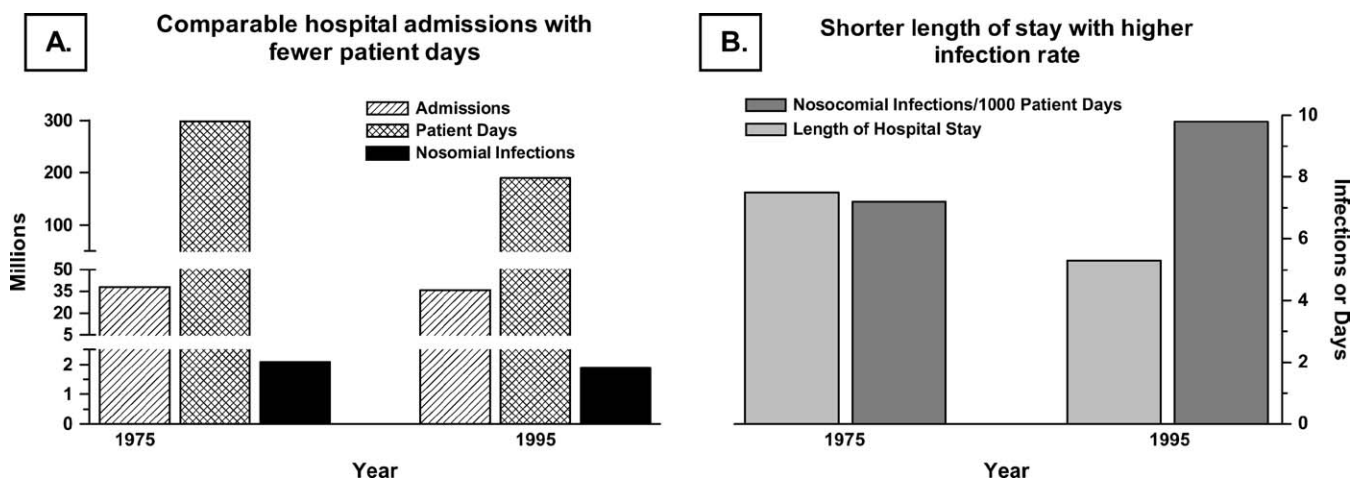 A.
Comparable hospital admissions with
fewer patient days
Admissions
Patient Days
Nosomial Infections
300
200
100
50
35
20
5
2
1
0
Millions
1975
1995
Year
B.
Shorter length of stay with higher
infection rate
Nosocomial Infections/1000 Patient Days
Length of Hospital Stay
10
8
6
4
2
0
Infections or Days
1975
1995
Year